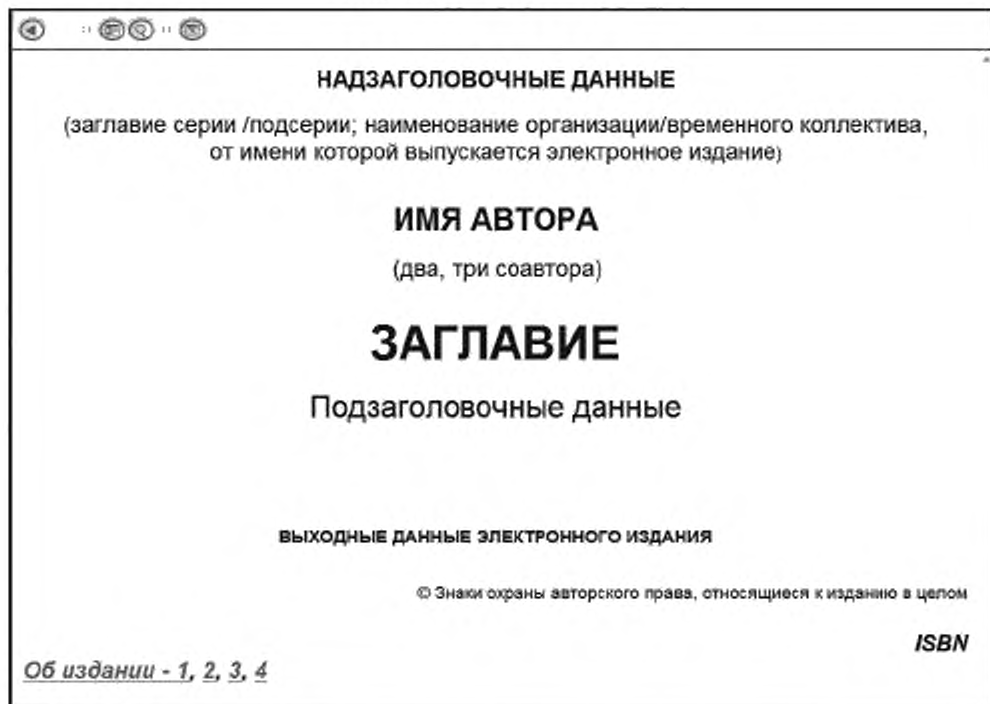 НАДЗАГОЛОВОЧНЫЕ ДАННЫЕ
(заглавие серии /подсерии; наименование организации/временного коллектива,
от имени которой выпускается электронное издание)
ИМЯ АВТОРА
(два, три соавтора)
ЗАГЛАВИЕ
Подзаголовочные данные
ВЫХОДНЫЕ ДАННЫЕ ЭЛЕКТРОННОГО ИЗДАНИЯ
© Знаки охраны авторского права, относящиеся к изданию в целом
ISBN
Об издании - 1, 2, 3, 4